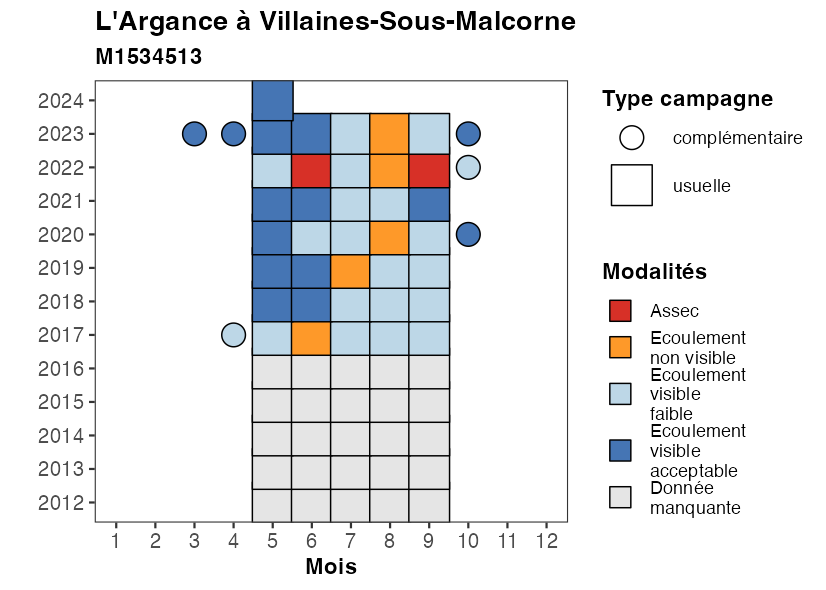 L'Argance à Villaines-Sous-Malcorne
M1534513
2024
2023
2022
2021
2020
2019
2018
2017
2016
2015
2014
2013
2012
1 2 3 4 5 6 7 8 9 10 11 12
Mois
Type campagne
complémentaire
usuelle
Modalités
Assec
Ecoulement
non visible
Ecoulement
visible
faible
Ecoulement
visible
acceptable
Donnée
manquante